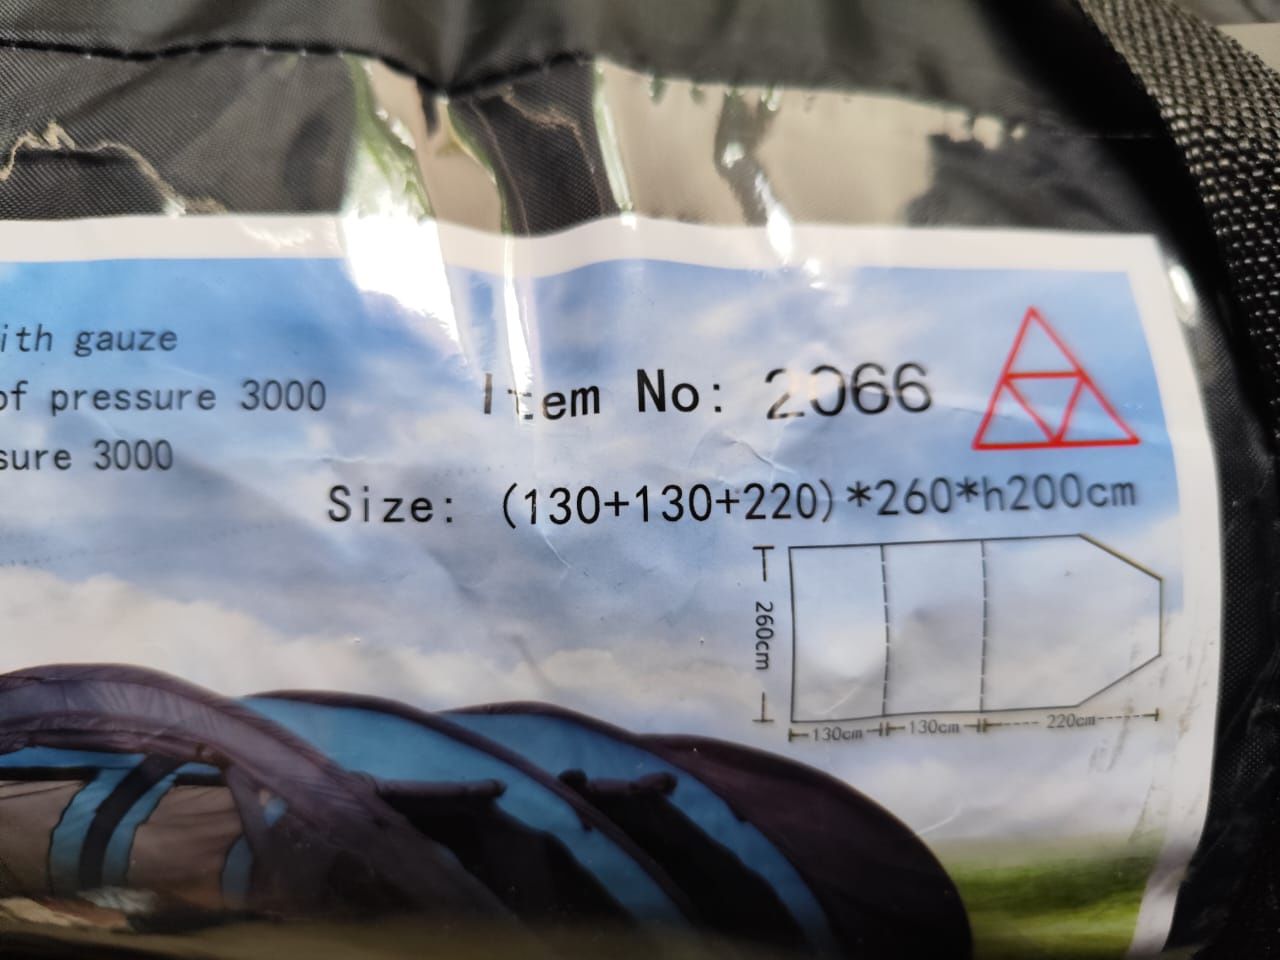 ith gauze
of pressure 3000
sure 3000
Item No: 2066
Size: (130+130+220)*260*h200cm
260cm
130cm 130cm 220cm